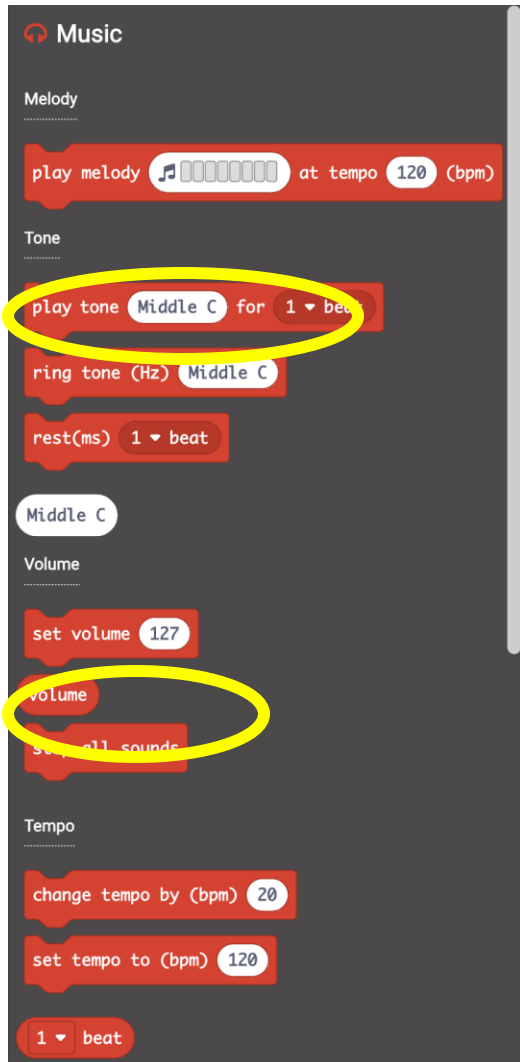 Music
Melody
play melody at tempo 120 (bpm)
Tone
play tone Middle C for 1 beat
ring tone (Hz) Middle C
rest(ms) 1 beat
Middle C
Volume
set volume 127
volume
stop all sounds
Tempo
change tempo by (bpm) 20
set tempo to (bpm) 120
1 beat